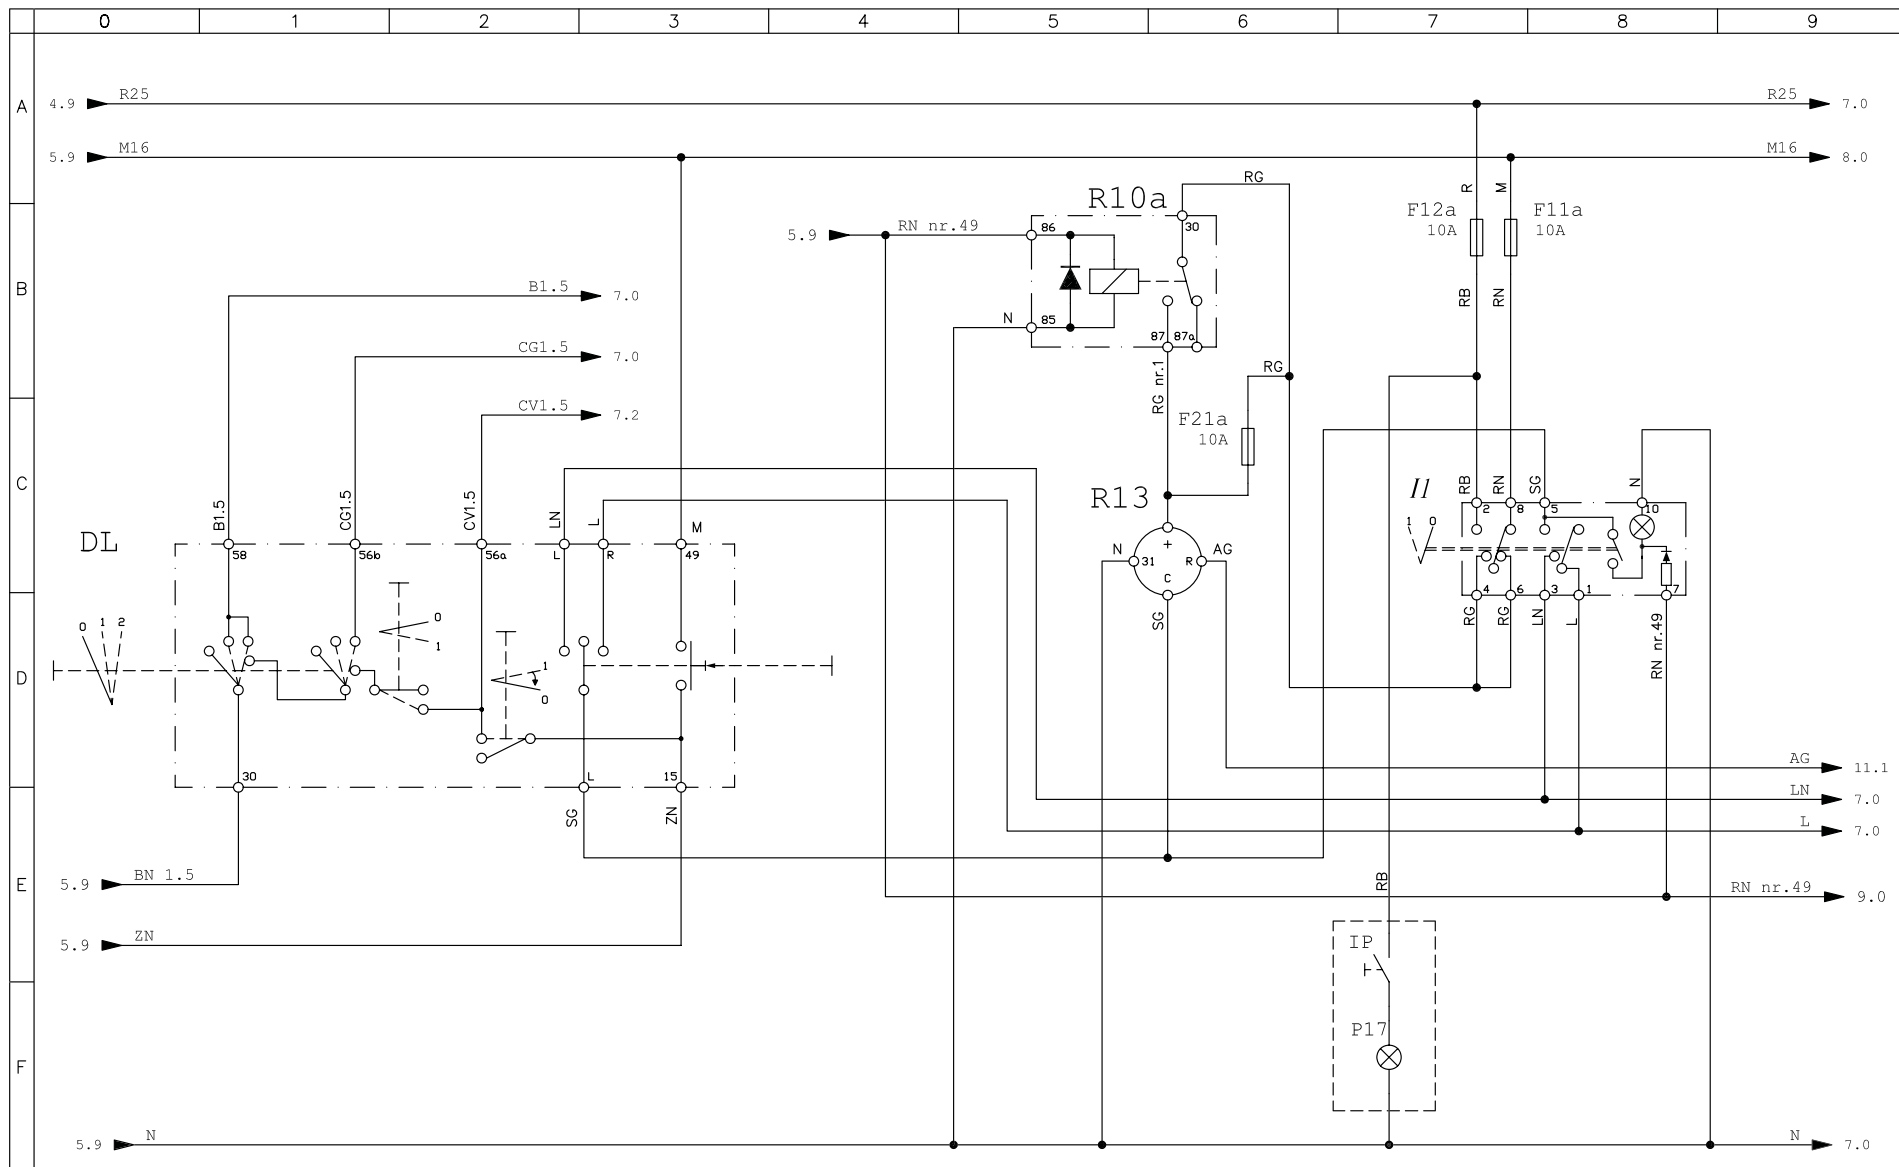 0 1 2 3 4 5 6 7 8 9
A
4.9 R25 R25 7.0
5.9 M16 M16 8.0
RG
R M
R10a
30
F12a F11a
10A 10A
5.9 RN nr.49 86
B
B1.5 7.0
RB RN
N 85
87 87a
CG1.5 7.0
RG nr.1
RG
CV1.5 7.2
F21a
10A
C
B1.5 CG1.5 CV1.5 LN L M
R13
I1
RB RN SG N
2 8 5 10
1 0
DL
58 56b 56a L R 49
+
N 31 R AG
C
SG
4 6 3 1 7
RG RG LN L RN nr.49
0 1 2
0
1
D
1
0
30 L 15
SG ZN
AG 11.1
LN 7.0
L 7.0
E
5.9 BN 1.5
RB
RN nr.49 9.0
5.9 ZN
IP
P17
F
5.9 N N 7.0